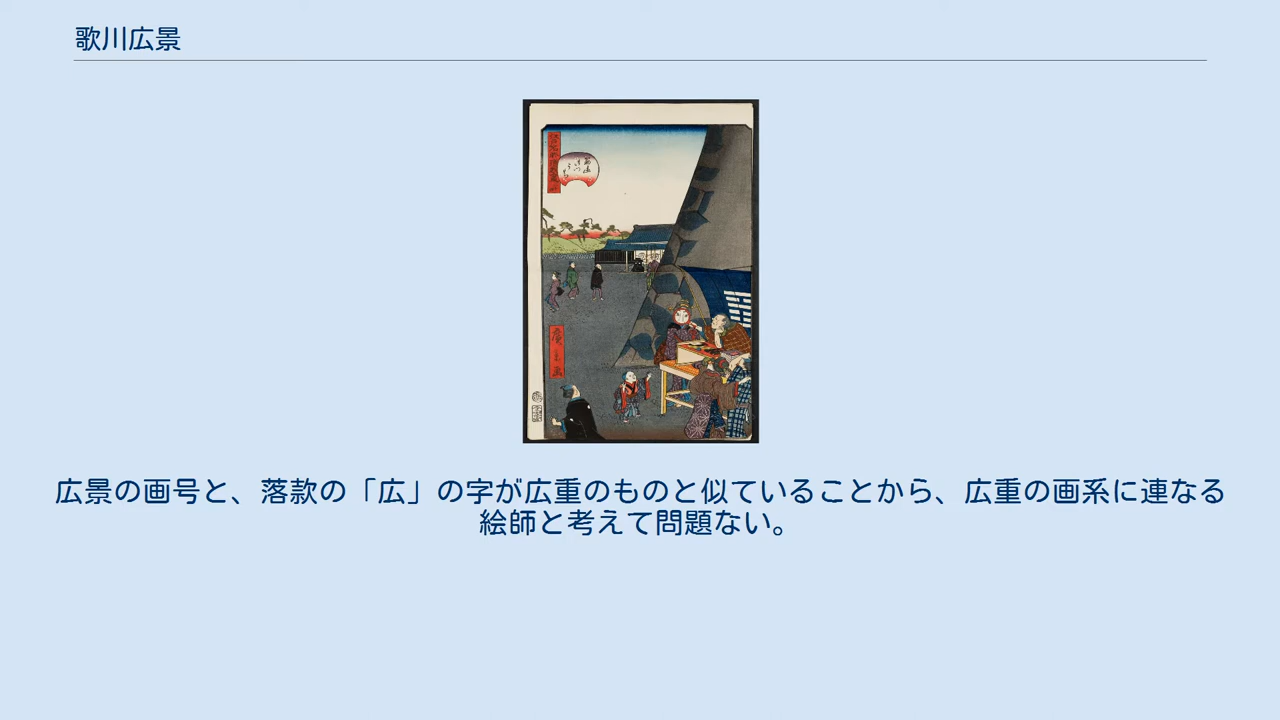 歌川広景
広景の画号と、落款の「広」の字が広重のものと似ていることから、広重の画系に連なる
絵師と考えて問題ない。